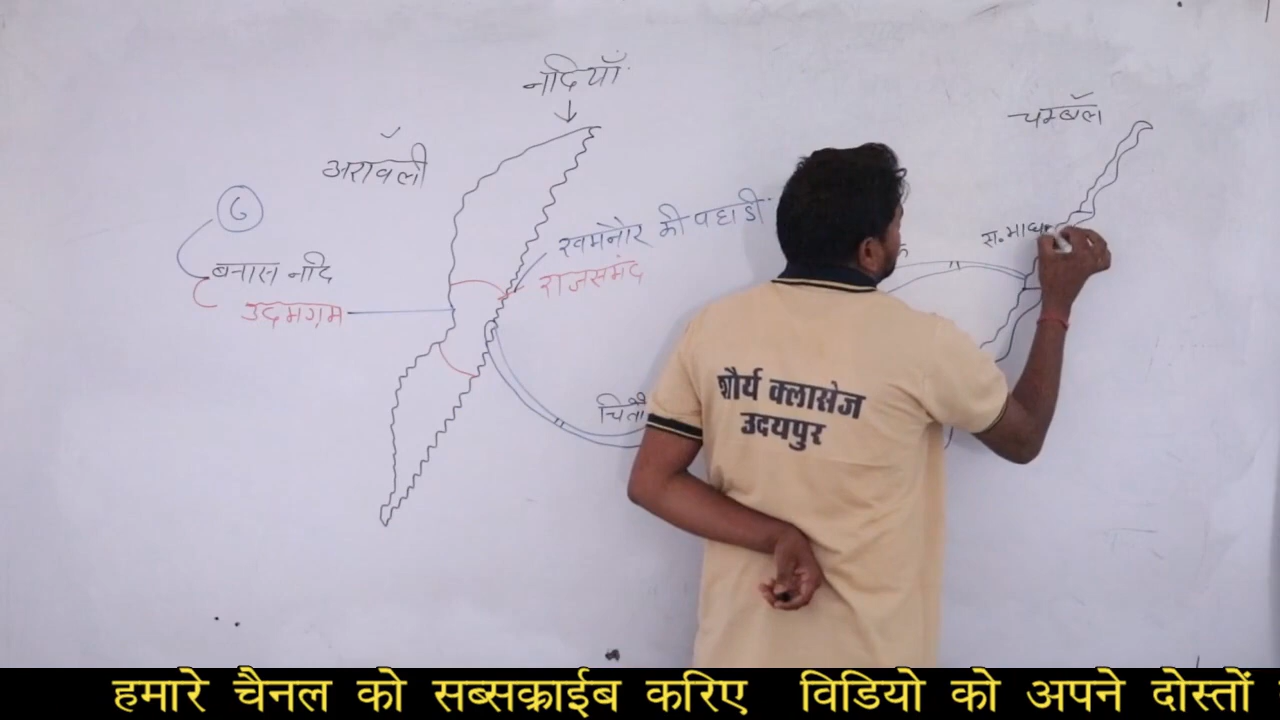 नदियाँ
चम्बल
अरावली
6
स. माध
खमनोर की पहाडी
राजसमंद
बनास नदि
उदमगम
चितौ
शौर्य क्लासेज
उदयपुर
हमारे चैनल को सब्सक्राईब करिए विडियो को अपने दोस्तों